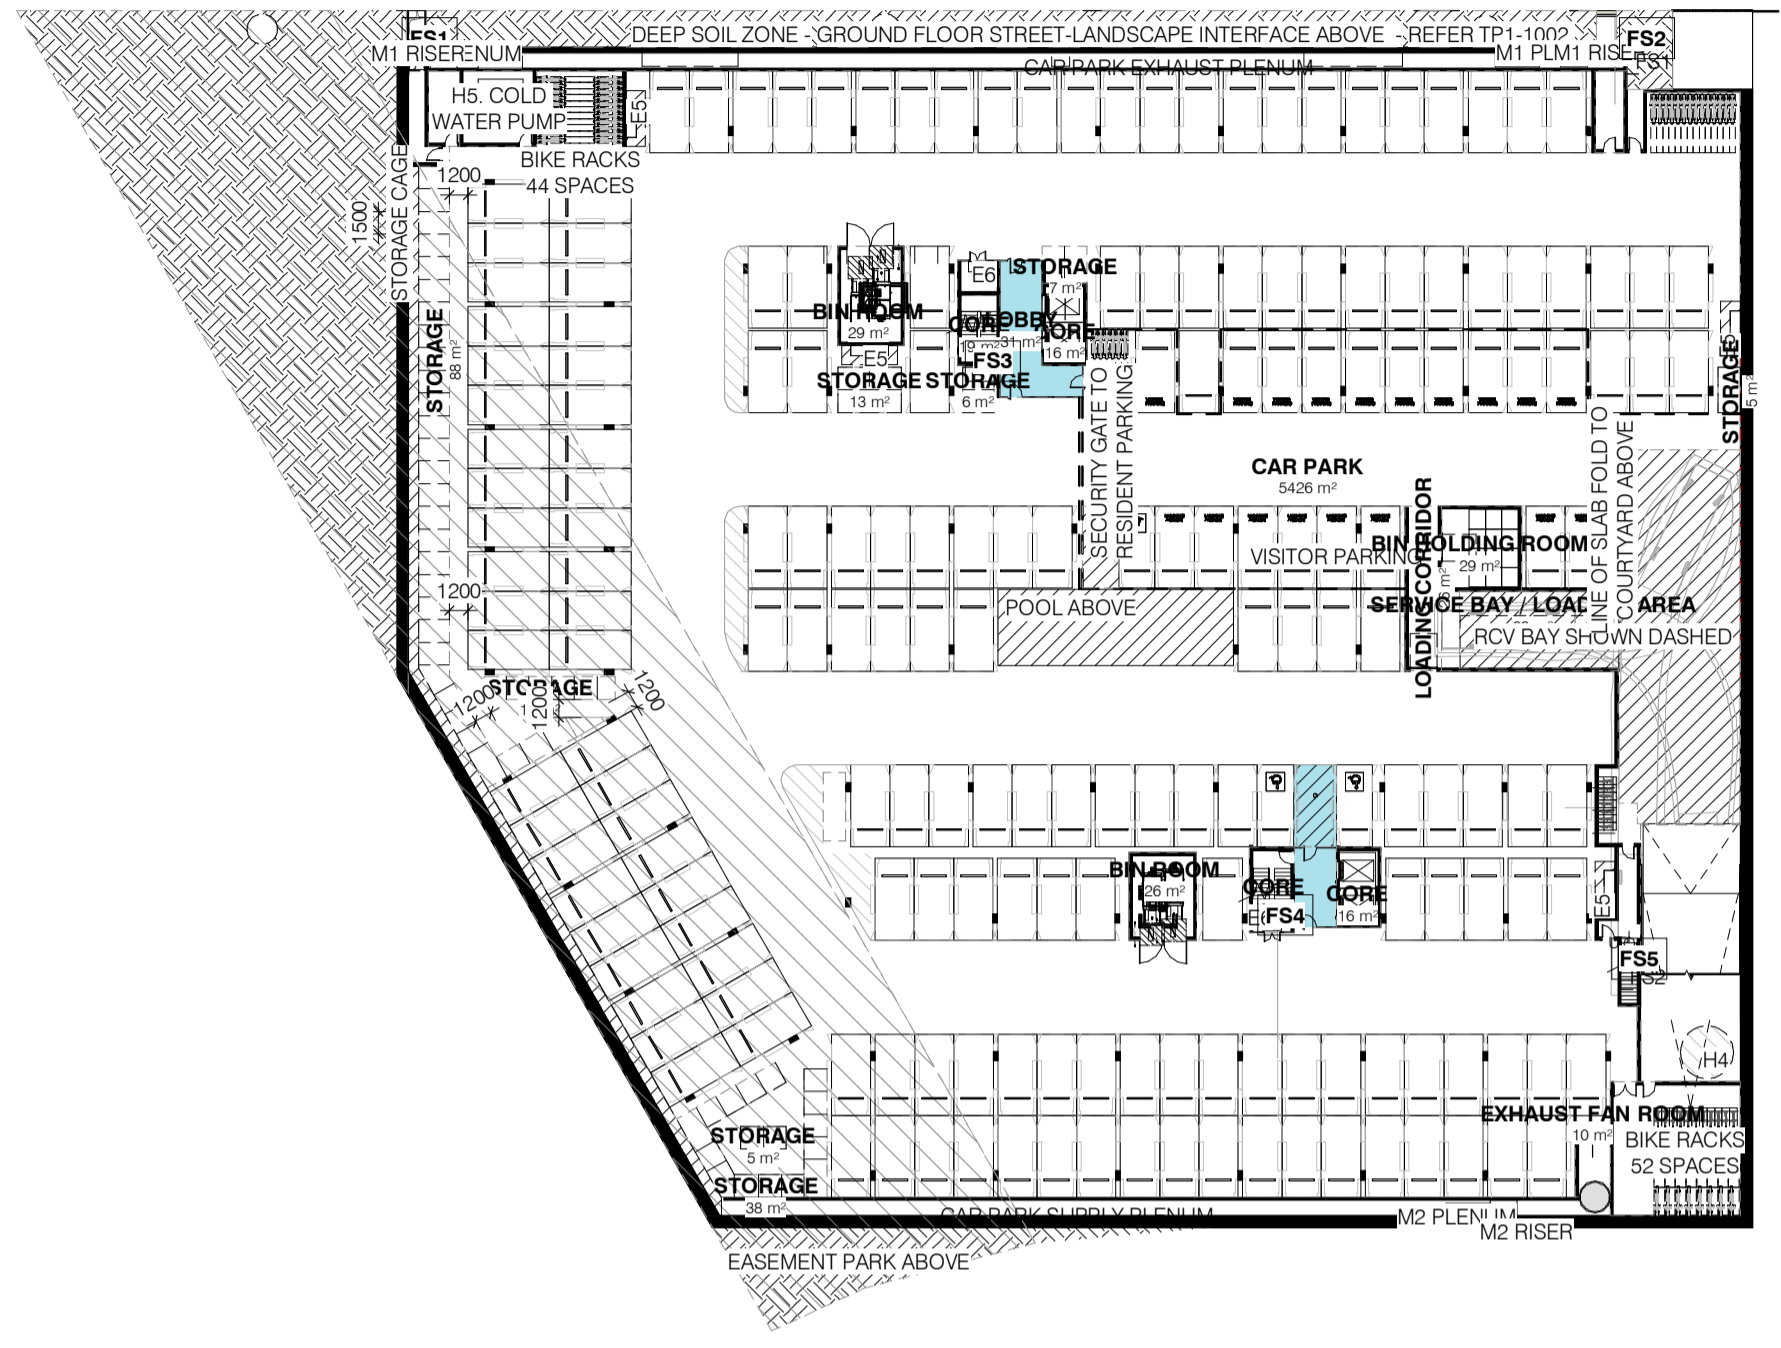 DEEP SOIL ZONE - GROUND FLOOR STREET-LANDSCAPE INTERFACE ABOVE - REFER TP1-1002
FS1
M1 RISER
FS2
M1 RISE
FS1
CAR PARK EXHAUST PLENUM
H5. COLD
WATER PUMP
E5
BIKE RACKS
44 SPACES
1200
1500
STORAGE CAGE
STORAGE
88 m²
1200
E6
STORAGE
7 m²
BIN ROOM
29 m²
CORE
LOBBY
31 m²
CORE
16 m²
E5
FS3
STORAGE
13 m²
STORAGE
6 m²
SECURITY GATE TO
RESIDENT PARKING
STORAGE
5 m²
LINE OF SLAB FOLD TO
COURTYARD ABOVE
CAR PARK
5426 m²
LOADING CORRIDOR
VISITOR PARKING
BIN HOLDING ROOM
29 m²
POOL ABOVE
SERVICE BAY / LOADING AREA
RCV BAY SHOWN DASHED
STORAGE
1200
1200
1200
BIN ROOM
26 m²
CORE
CORE
16 m²
FS4
E5
FS5
H4
STORAGE
5 m²
STORAGE
38 m²
EXHAUST FAN ROOM
10 m²
BIKE RACKS
52 SPACES
CAR PARK SUPPLY PLENUM
M2 PLENUM
M2 RISER
EASEMENT PARK ABOVE